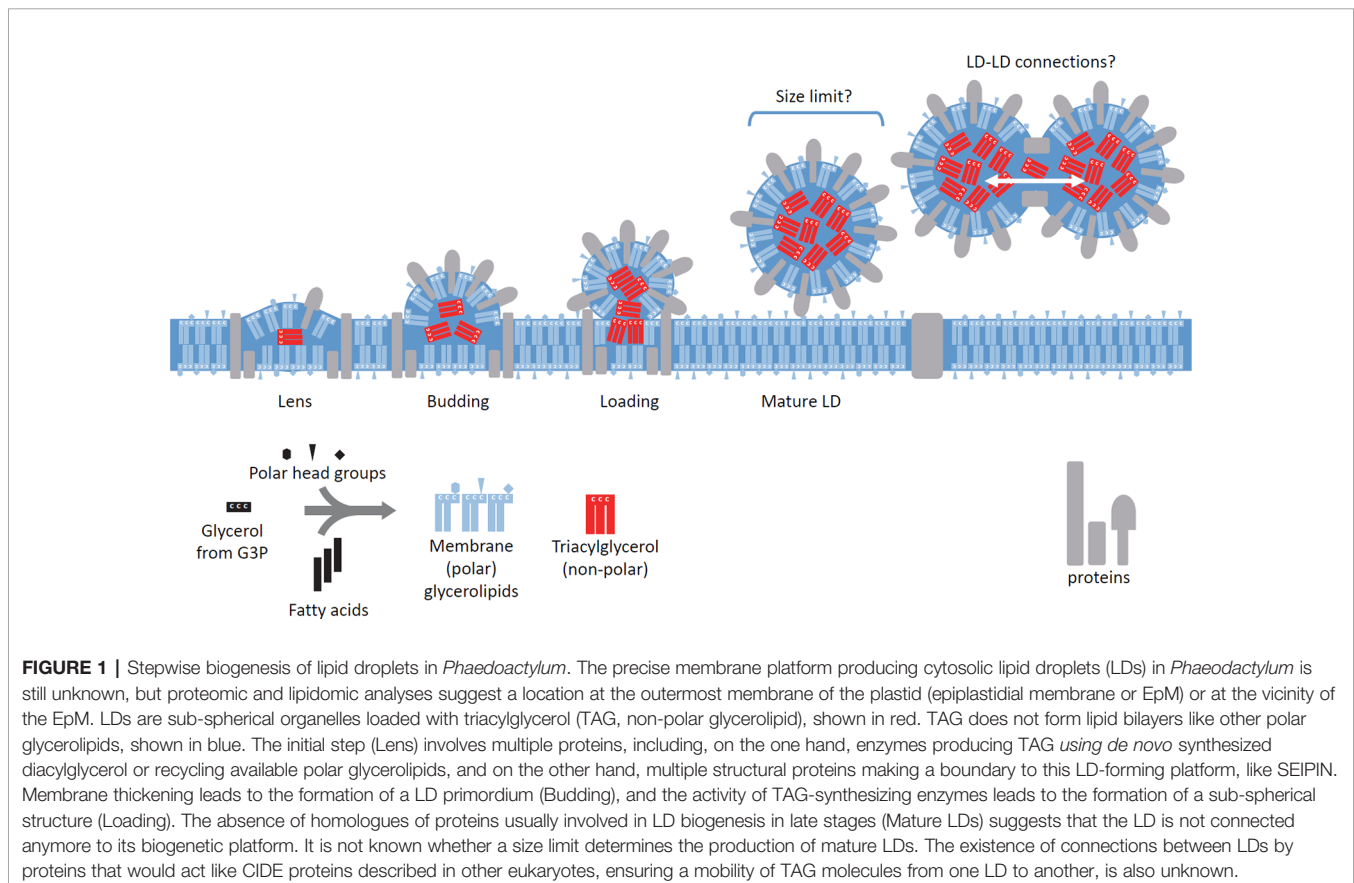 LD-LD connections?
Size limit?
Lens
Budding
Loading
Mature LD
Polar head groups
CCC
Glycerol
from G3P
Fatty acids
CCC CCC CCC
Membrane
(polar)
glycerolipids
CCC
Triacylglycerol
(non-polar)
proteins
FIGURE 1 | Stepwise biogenesis of lipid droplets in Phaedoactylum. The precise membrane platform producing cytosolic lipid droplets (LDs) in Phaeodactylum is
still unknown, but proteomic and lipidomic analyses suggest a location at the outermost membrane of the plastid (epiplastidial membrane or EpM) or at the vicinity of
the EpM. LDs are sub-spherical organelles loaded with triacylglycerol (TAG, non-polar glycerolipid), shown in red. TAG does not form lipid bilayers like other polar
glycerolipids, shown in blue. The initial step (Lens) involves multiple proteins, including, on the one hand, enzymes producing TAG using de novo synthesized
diacylglycerol or recycling available polar glycerolipids, and on the other hand, multiple structural proteins making a boundary to this LD-forming platform, like SEIPIN.
Membrane thickening leads to the formation of a LD primordium (Budding), and the activity of TAG-synthesizing enzymes leads to the formation of a sub-spherical
structure (Loading). The absence of homologues of proteins usually involved in LD biogenesis in late stages (Mature LDs) suggests that the LD is not connected
anymore to its biogenetic platform. It is not known whether a size limit determines the production of mature LDs. The existence of connections between LDs by
proteins that would act like CIDE proteins described in other eukaryotes, ensuring a mobility of TAG molecules from one LD to another, is also unknown.